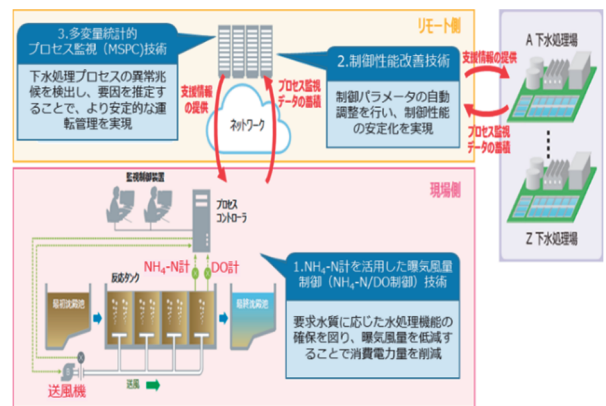 リモート側
3.多変量統計的
プロセス監視（MSPC)技術
下水処理プロセスの異常兆
候を検出し、要因を推定す
ることで、より安定的な運
転管理を実現
支援情報
の提供
プロセス監視
データの蓄積
ネットワーク
2.制御性能改善技術
制御パラメータの自動
調整を行い、制御性能
の安定化を実現
支援情報の提供
プロセス監視
データの蓄積
A 下水処理場
Z 下水処理場
現場側
監視制御装置
プロセス
コントローラ
NH4-N計
DO計
反応タンク
最初沈殿池
最終沈殿池
送風機
送風
1.NH4-N計を活用した曝気風量
制御（NH4-N/DO制御）技術
要求水質に応じた水処理機能の
確保を図り、曝気風量を低減す
ることで消費電力量を削減